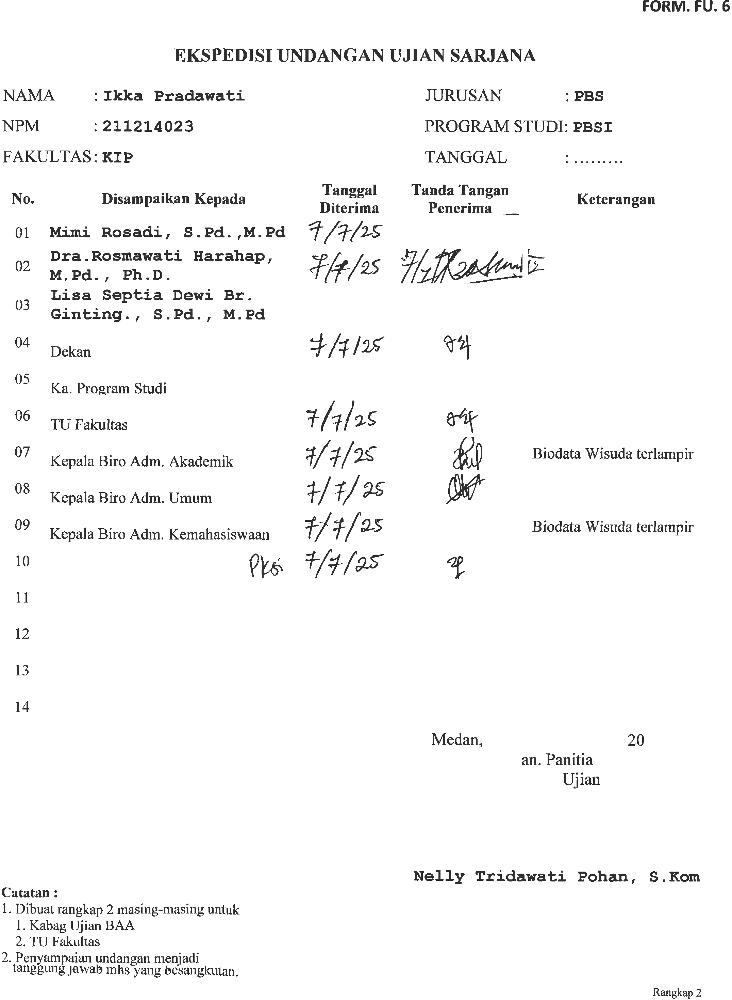 FORM. FU. 6
EKSPEDISI UNDANGAN UJIAN SARJANA
NAMA : Ikka Pradawati JURUSAN : PBS
NPM : 211214023 PROGRAM STUDI: PBSI
FAKULTAS: KIP TANGGAL : .........
No. Disampaikan Kepada Tanggal Diterima Tanda Tangan Penerima Keterangan
01 Mimi Rosadi, S.Pd.,M.Pd 7/7/25
02 Dra.Rosmawati Harahap, M.Pd., Ph.D. 7/7/25 7/7
03 Lisa Septia Dewi Br. Ginting., S.Pd., M.Pd
04 Dekan 7/7/25
05 Ka. Program Studi
06 TU Fakultas 7/7/25
07 Kepala Biro Adm. Akademik 7/7/25 Biodata Wisuda terlampir
08 Kepala Biro Adm. Umum 7/7/25
09 Kepala Biro Adm. Kemahasiswaan 7/7/25 Biodata Wisuda terlampir
10 7/7/25
11
12
13
14
Medan, 20
an. Panitia
Ujian
Nelly Tridawati Pohan, S.Kom
Catatan :
1. Dibuat rangkap 2 masing-masing untuk
1. Kabag Ujian BAA
2. TU Fakultas
2. Penyampaian undangan menjadi
tanggung jawab mhs yang besangkutan.
Rangkap 2